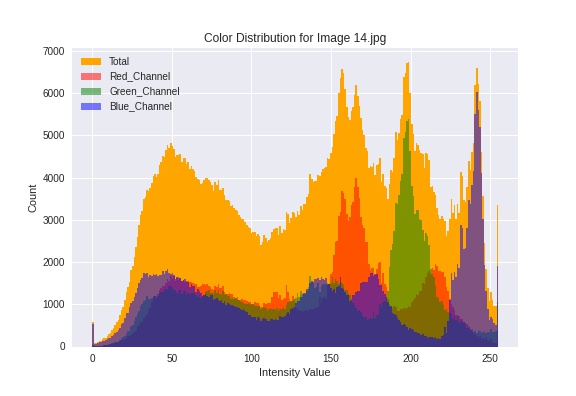 Color Distribution for Image 14.jpg
7000
6000
5000
4000
3000
2000
1000
0
Count
Total
Red_Channel
Green_Channel
Blue_Channel
0 50 100 150 200 250
Intensity Value